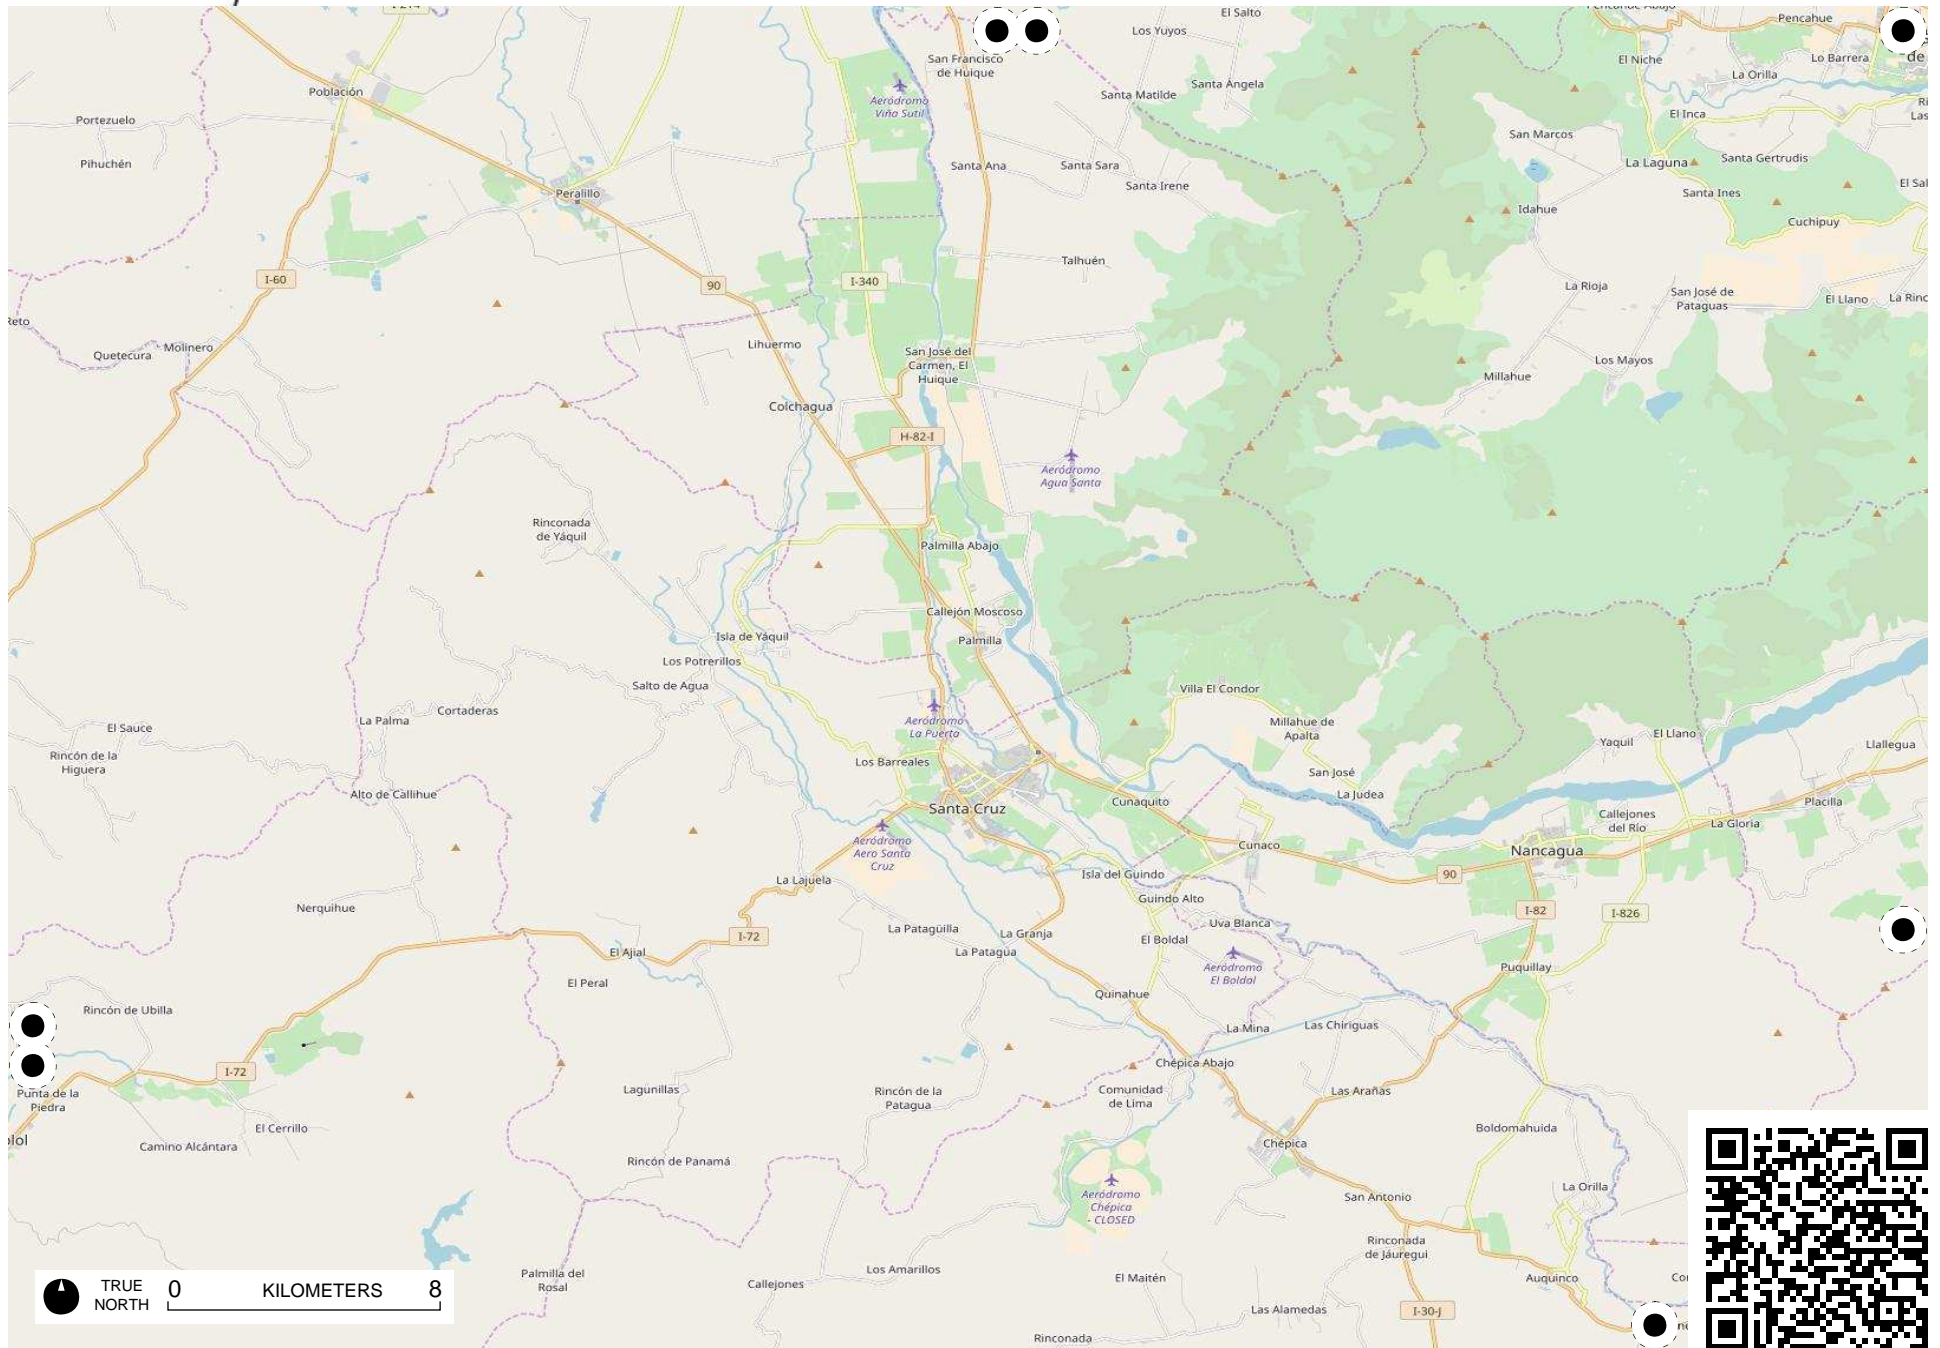 El Salto
Pencahue
Los Yuyos
San Francisco
de Huique
El Niche
Lo Barrera
de
La Orilla
Población
Aeródromo
Viña Sutil
Santa Matilde
Santa Ángela
El Inca
Portezuelo
San Marcos
Pihuchén
Santa Ana
Santa Sara
La Laguna
Santa Gertrudis
Peralillo
Santa Irene
Santa Ines
Idahue
Cuchipuy
Talhuén
I-60
90
I-340
La Rioja
San José de
Pataguas
El Llano
Molinero
Quetecura
Lihuermo
San José del
Carmen, El
Huique
Los Mayos
Millahue
Colchagua
H-82-I
Aeródromo
Agua Santa
Rinconada
de Yáquil
Palmilla Abajo
Callejón Moscoso
Palmilla
Isla de Yáquil
Los Potrerillos
Salto de Agua
Villa El Condor
Cortaderas
La Palma
El Sauce
Aeródromo
La Puerta
Millahue de
Apalta
Yaquil
El Llano
Llallegua
Rincón de la
Higuera
Los Barreales
San José
La Judea
Alto de Callihue
Santa Cruz
Cunaquito
Placilla
Callejones
del Río
La Gloria
Aeródromo
Aero Santa
Cruz
Cunaco
Nancagua
La Lajuela
Isla del Guindo
90
Guindo Alto
Nerquihue
I-82
I-826
Uva Blanca
La Patagüilla
La Granja
El Boldal
I-72
El Ajial
La Patagua
Aeródromo
El Boldal
Puquillay
El Peral
Quinahue
Rincón de Ubilla
La Mina
Las Chiriguas
I-72
Chépica Abajo
Punta de la
Piedra
Lagunillas
Rincón de la
Patagua
Comunidad
de Lima
Las Arañas
El Cerrillo
Boldomahuida
Camino Alcántara
Chépica
Rincón de Panamá
Aeródromo
Chépica
- CLOSED
San Antonio
La Orilla
Rinconada
de Jáuregui
Palmilla del
Rosal
Callejones
Los Amarillos
El Maitén
Auquinco
Las Alamedas
I-30-J
Rinconada
TRUE
NORTH
0 KILOMETERS 8